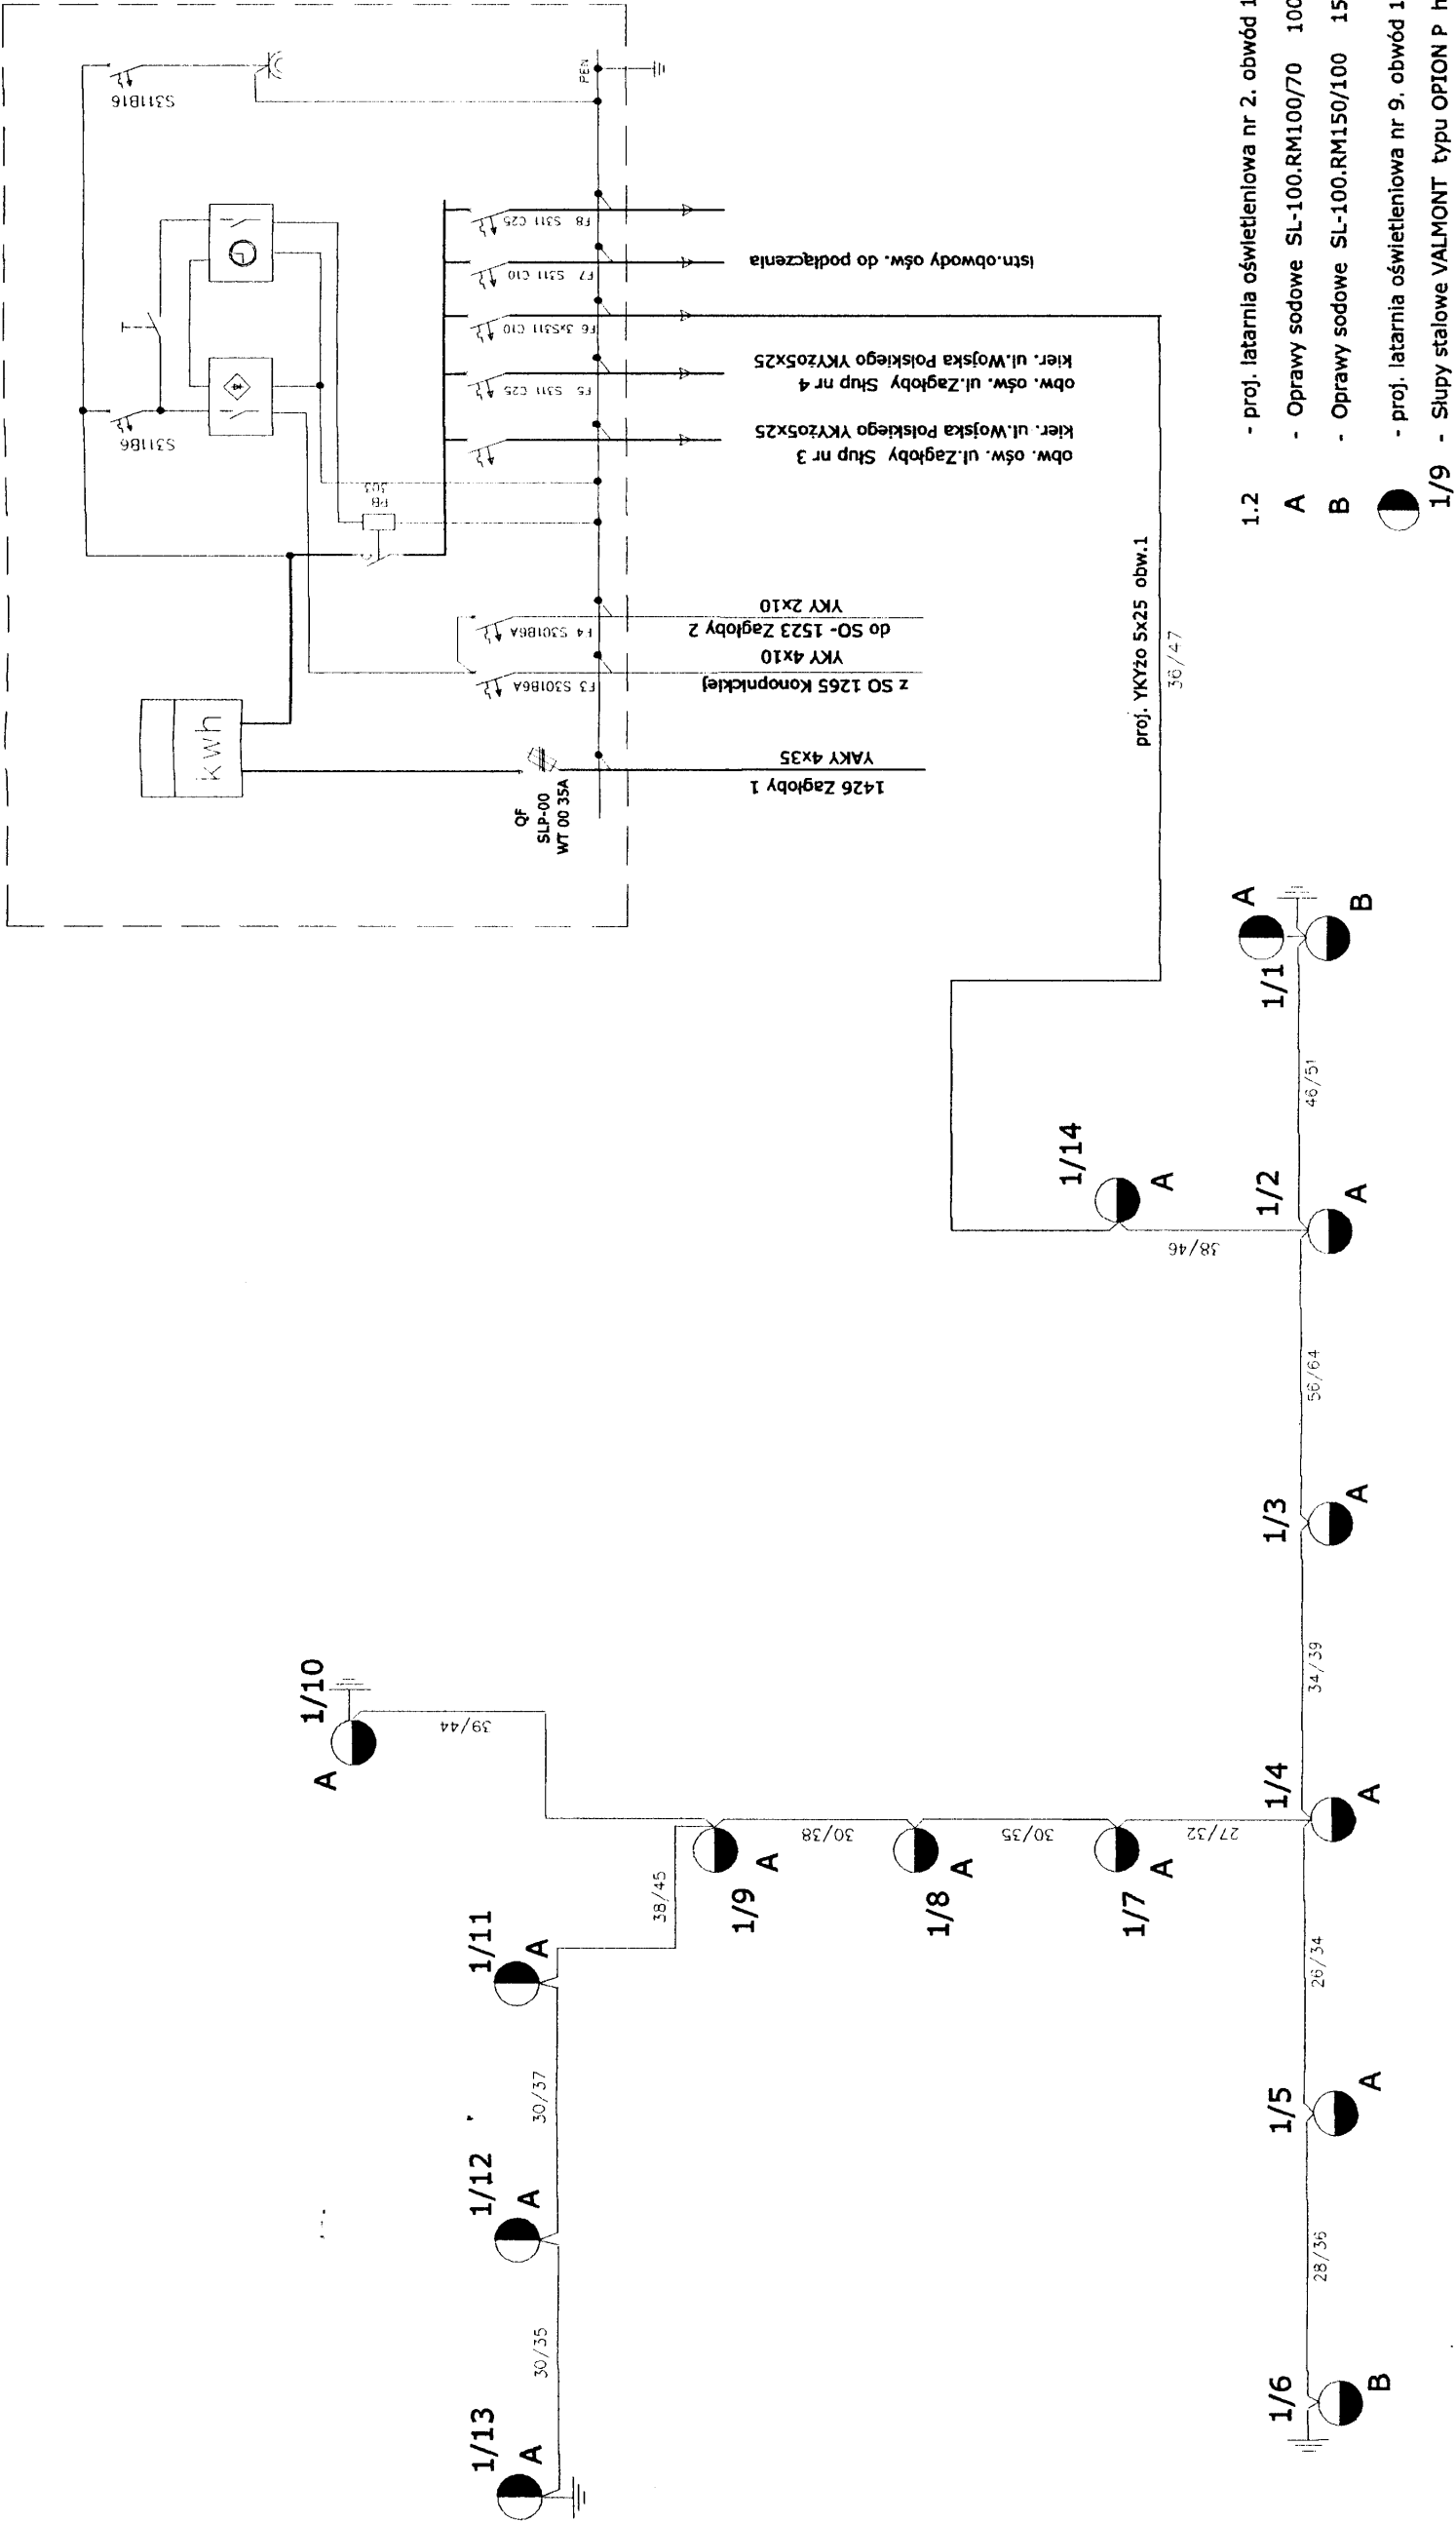 S311B16
S311B6
PEN
kwh
PB
303
QF
SLP-00
WT 00 35A
F3 S301B6A
F4 S301B6A
F5 S311 C25
F6 3xS311 C10
F7 S311 C10
F8 S311 C25
1426 Zagłoby 1
YAKY 4x35
z SO 1265 Konopnickiej
YKY 4x10
do SO- 1523 Zagłoby 2
YKY 2x10
obw. ośw. ul.Zagłoby Słup nr 3
kier. ul.Wojska Polskiego YKYżo5x25
obw. ośw. ul.Zagłoby Słup nr 4
kier. ul.Wojska Polskiego YKYżo5x25
istn.obwody ośw. do podłączenia
proj. YKYżo 5x25 obw.1
36/47
1/14
A
38/46
1/1
A
B
46/51
1/2
A
56/64
1/3
A
34/39
1/4
A
26/34
1/5
A
28/36
1/6
B
27/32
1/7
A
30/35
1/8
A
30/38
1/9
A
39/44
1/10
A
38/45
1/11
A
30/37
1/12
A
30/35
1/13
A
1.2 - proj. latarnia oświetleniowa nr 2. obwód 1
A - Oprawy sodowe SL-100.RM100/70 100
B - Oprawy sodowe SL-100.RM150/100 15
- proj. latarnia oświetleniowa nr 9. obwód 1
1/9 - Słupy stalowe VALMONT typu OPION P h